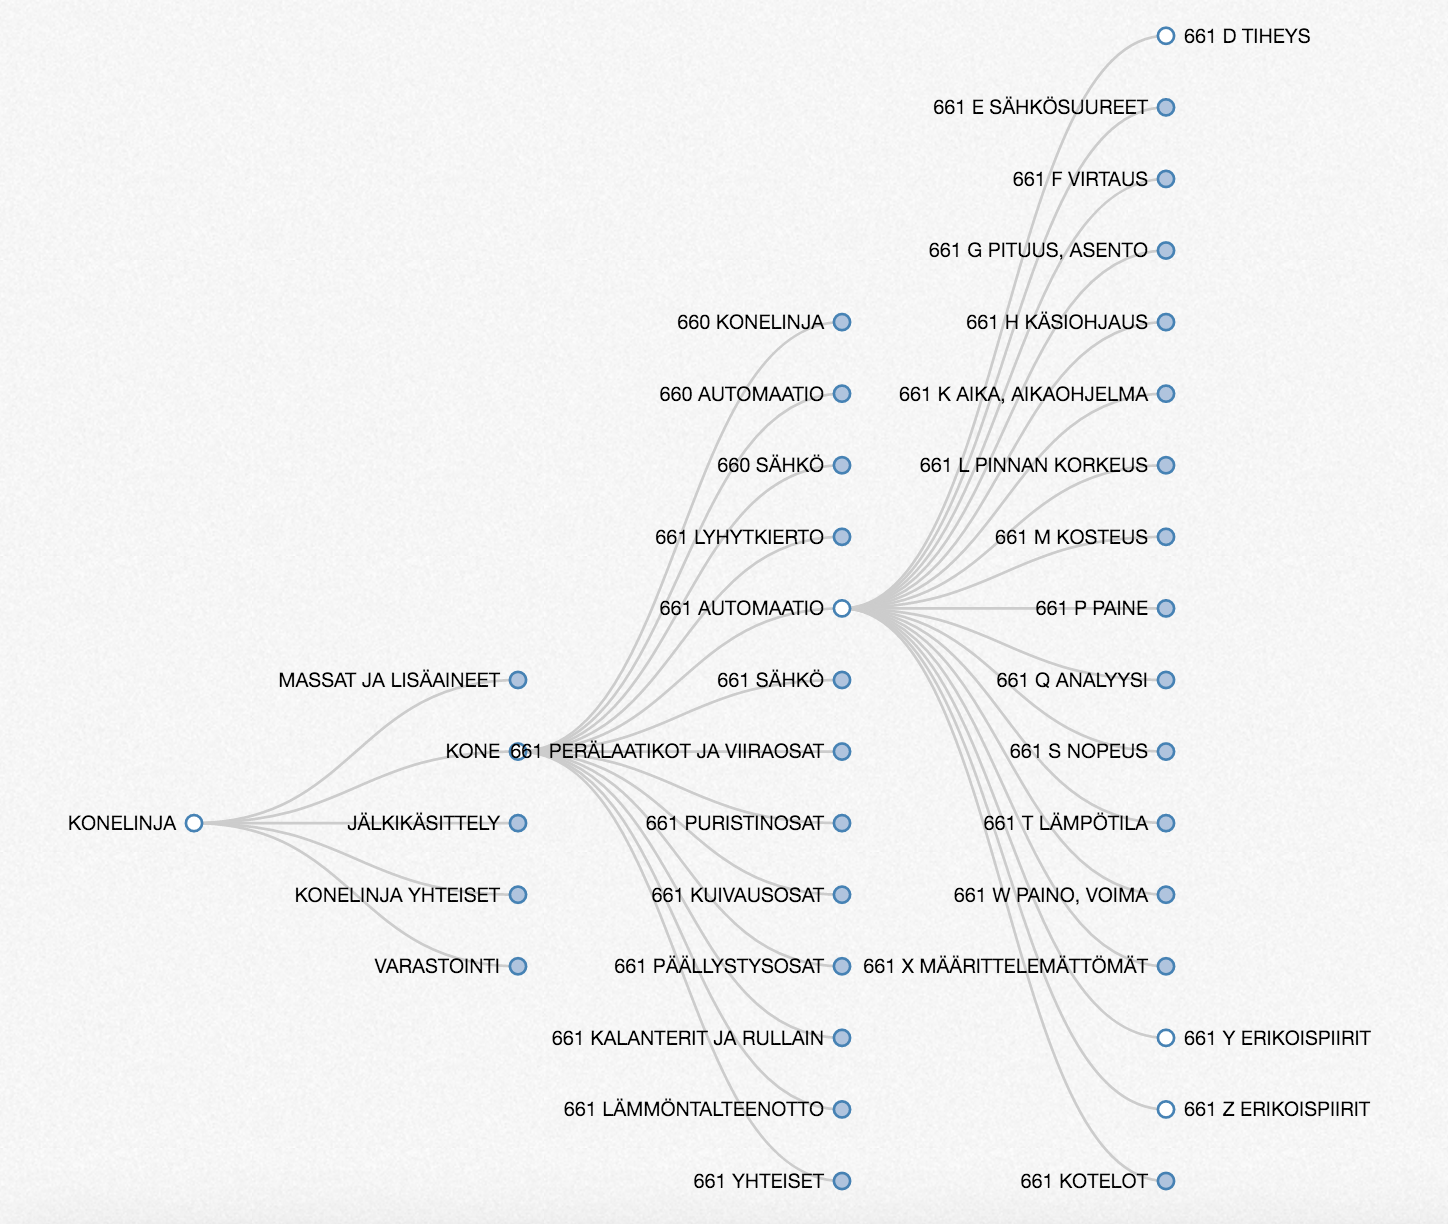 661 D TIHEYS
661 E SÄHKÖSUUREET
661 F VIRTAUS
661 G PITUUS, ASENTO
660 KONELINJA
661 H KÄSIOHJAUS
660 AUTOMAATIO
661 K AIKA, AIKAOHJELMA
660 SÄHKÖ
661 L PINNAN KORKEUS
661 LYHYTKIERTO
661 M KOSTEUS
661 AUTOMAATIO
661 P PAINE
MASSAT JA LISÄAINEET
661 SÄHKÖ
661 Q ANALYYSI
KONE
661 PERÄLAATIKOT JA VIIRAOSAT
661 S NOPEUS
KONELINJA
JÄLKIKÄSITTELY
661 PURISTINOSAT
661 T LÄMPÖTILA
KONELINJA YHTEISET
661 KUIVAUSOSAT
661 W PAINO, VOIMA
VARASTOINTI
661 PÄÄLLYSTYSOSAT
661 X MÄÄRITTELEMÄTTÖMÄT
661 KALANTERIT JA RULLAIN
661 Y ERIKOISPIIRIT
661 LÄMMÖNTALTEENOTTO
661 Z ERIKOISPIIRIT
661 YHTEISET
661 KOTELOT